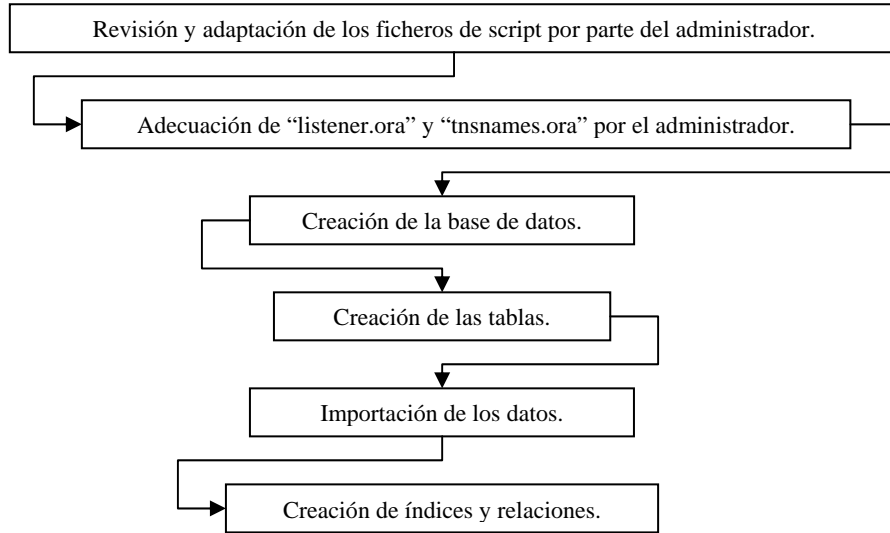 Revisión y adaptación de los ficheros de script por parte del administrador.
Adecuación de “listener.ora” y “tnsnames.ora” por el administrador.
Creación de la base de datos.
Creación de las tablas.
Importación de los datos.
Creación de índices y relaciones.